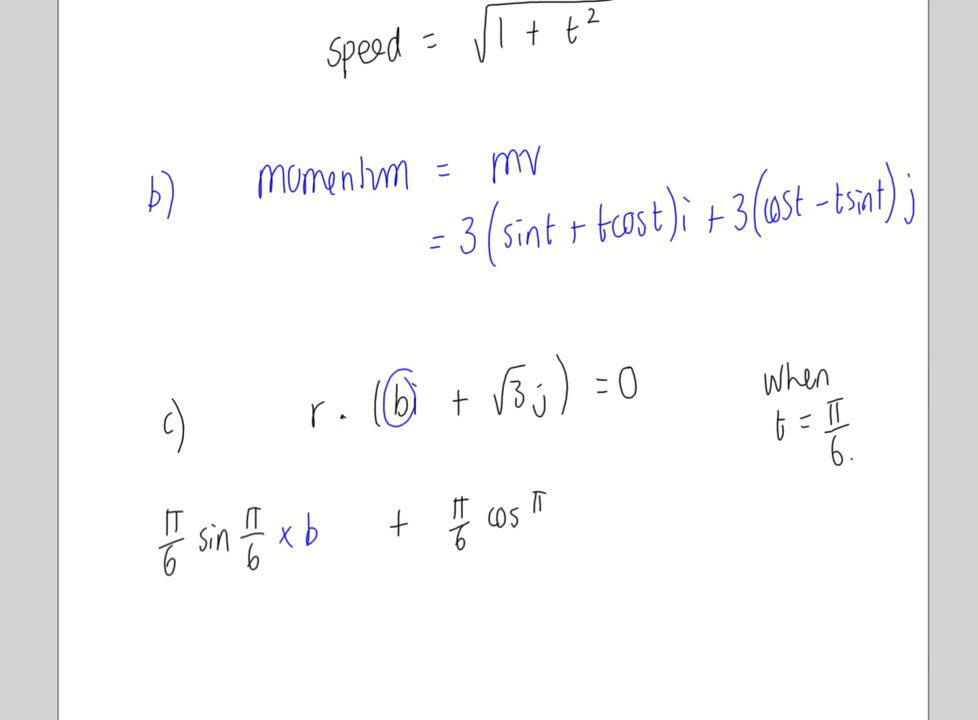 speed = √(1 + t²)
b) momentum = mv
= 3(sint + tcost)i + 3(cost - tsint)j
c) r . (bi + √3j) = 0 when t = π/6.
π/6 sin π/6 × b + π/6 cos π